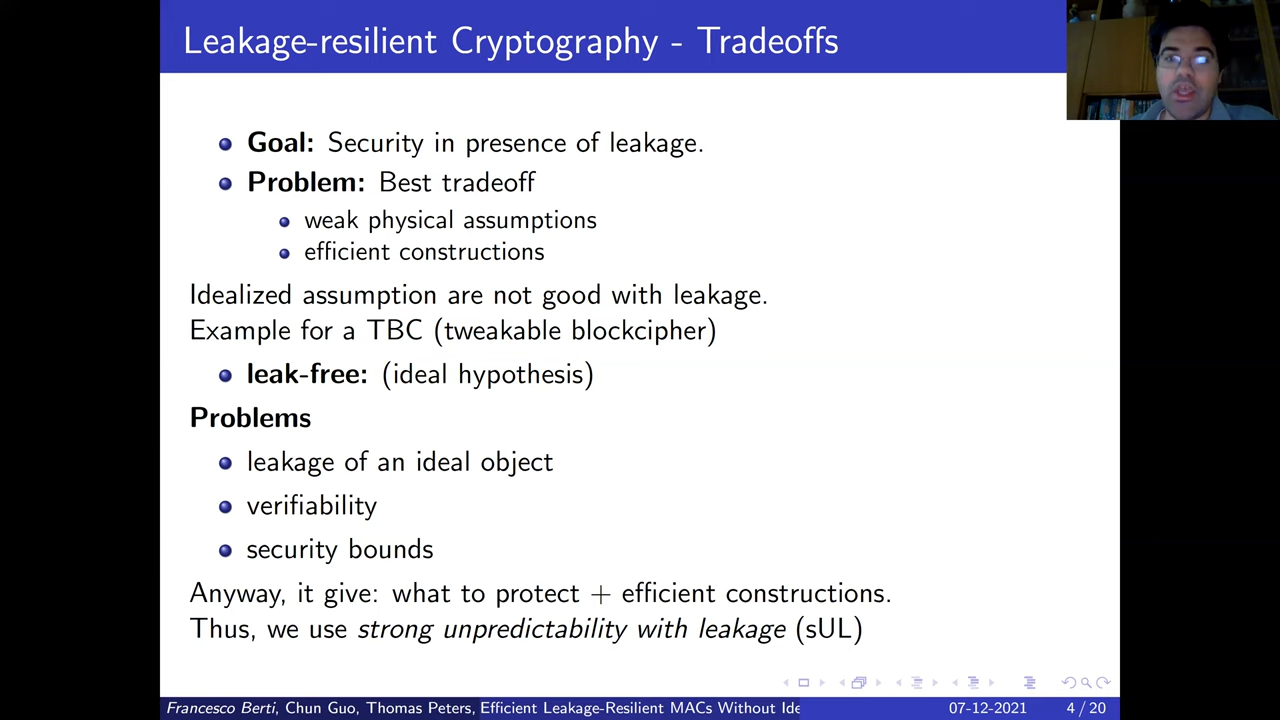 Leakage-resilient Cryptography - Tradeoffs
Goal: Security in presence of leakage.
Problem: Best tradeoff
weak physical assumptions
efficient constructions
Idealized assumption are not good with leakage.
Example for a TBC (tweakable blockcipher)
leak-free: (ideal hypothesis)
Problems
leakage of an ideal object
verifiability
security bounds
Anyway, it give: what to protect + efficient constructions.
Thus, we use strong unpredictability with leakage (sUL)
Francesco Berti, Chun Guo, Thomas Peters, Efficient Leakage-Resilient MACs Without Ide 07-12-2021 4 / 20